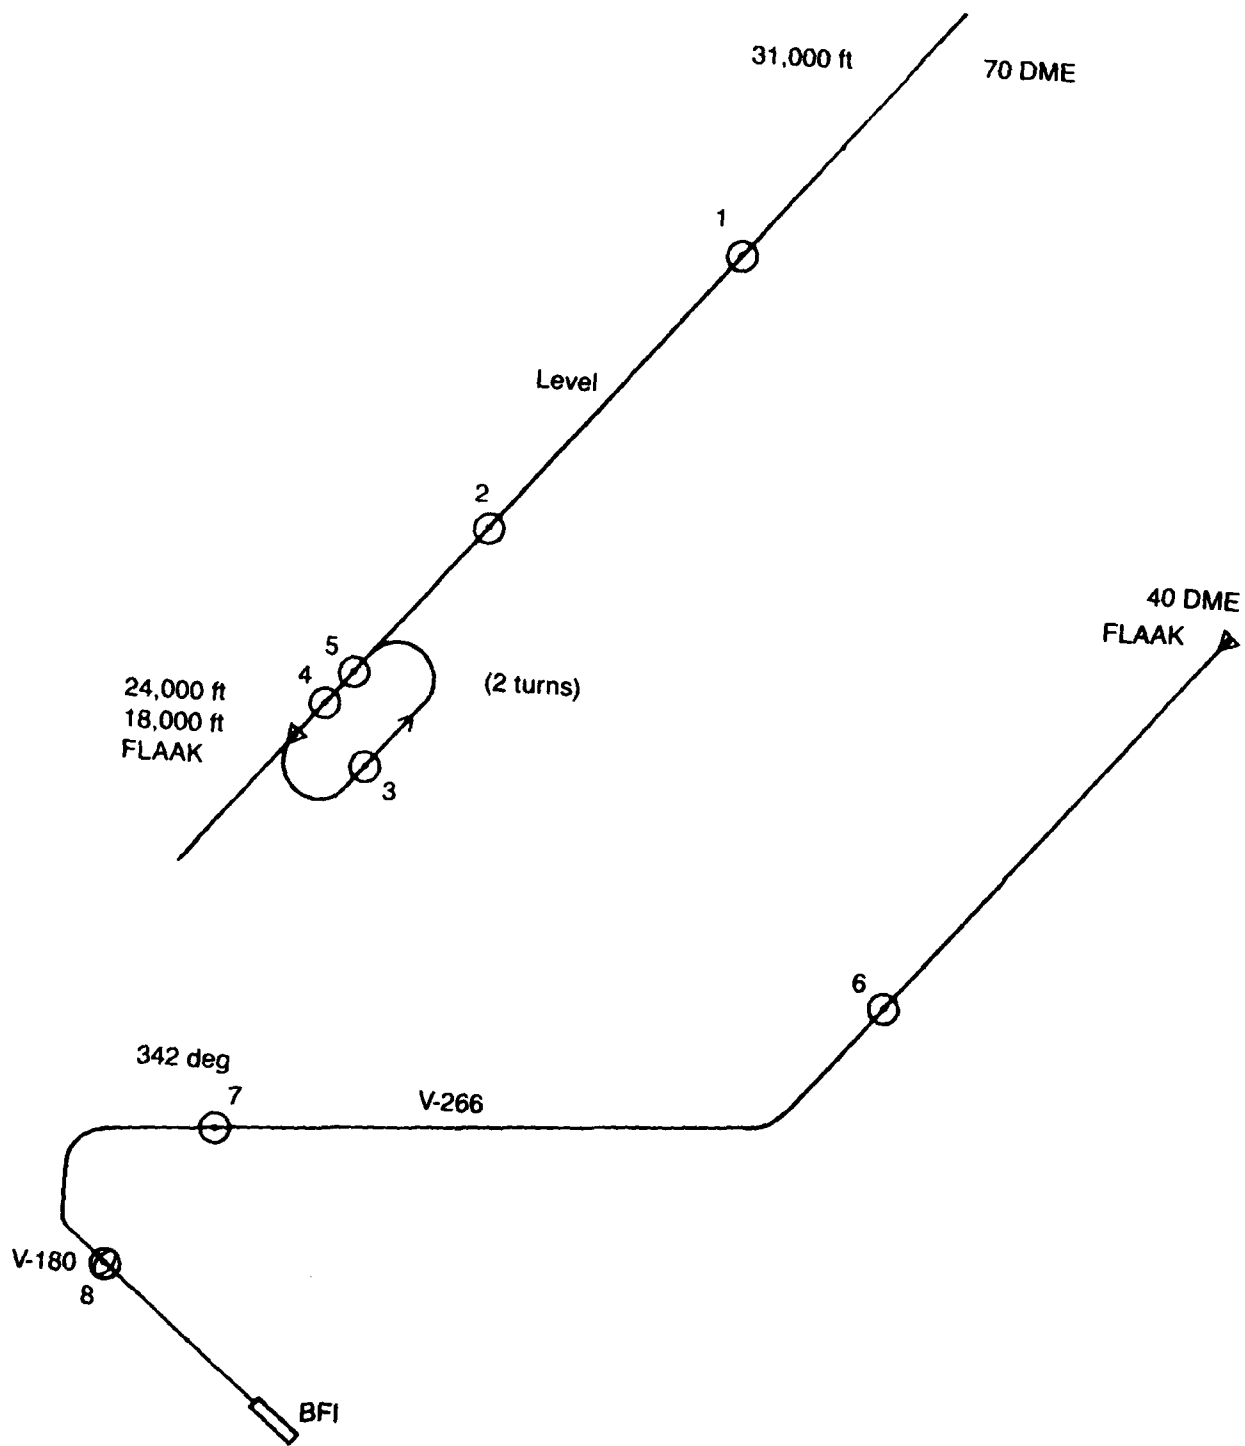 31,000 ft
70 DME
1
Level
2
5
4
(2 turns)
24,000 ft
18,000 ft
FLAAK
3
40 DME
FLAAK
6
342 deg
7
V-266
V-180
8
BFI